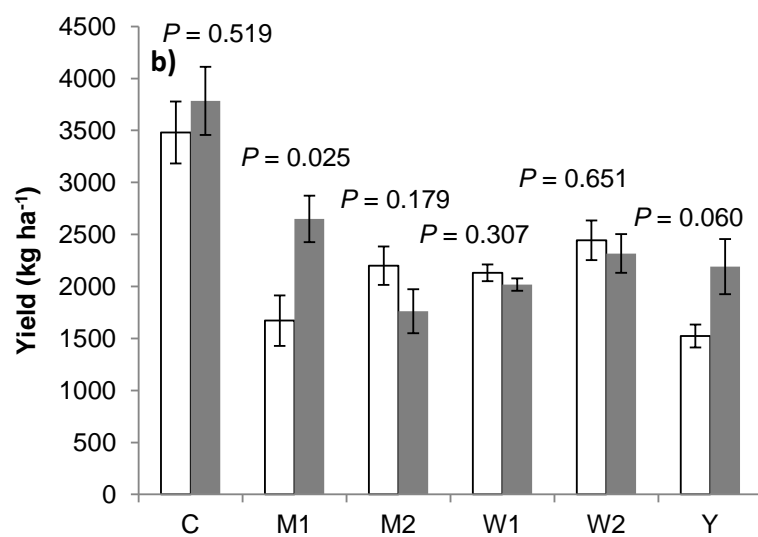 b)
P = 0.519
P = 0.025
P = 0.179
P = 0.307
P = 0.651
P = 0.060
Yield (kg ha⁻¹)
4500
4000
3500
3000
2500
2000
1500
1000
500
0
C M1 M2 W1 W2 Y